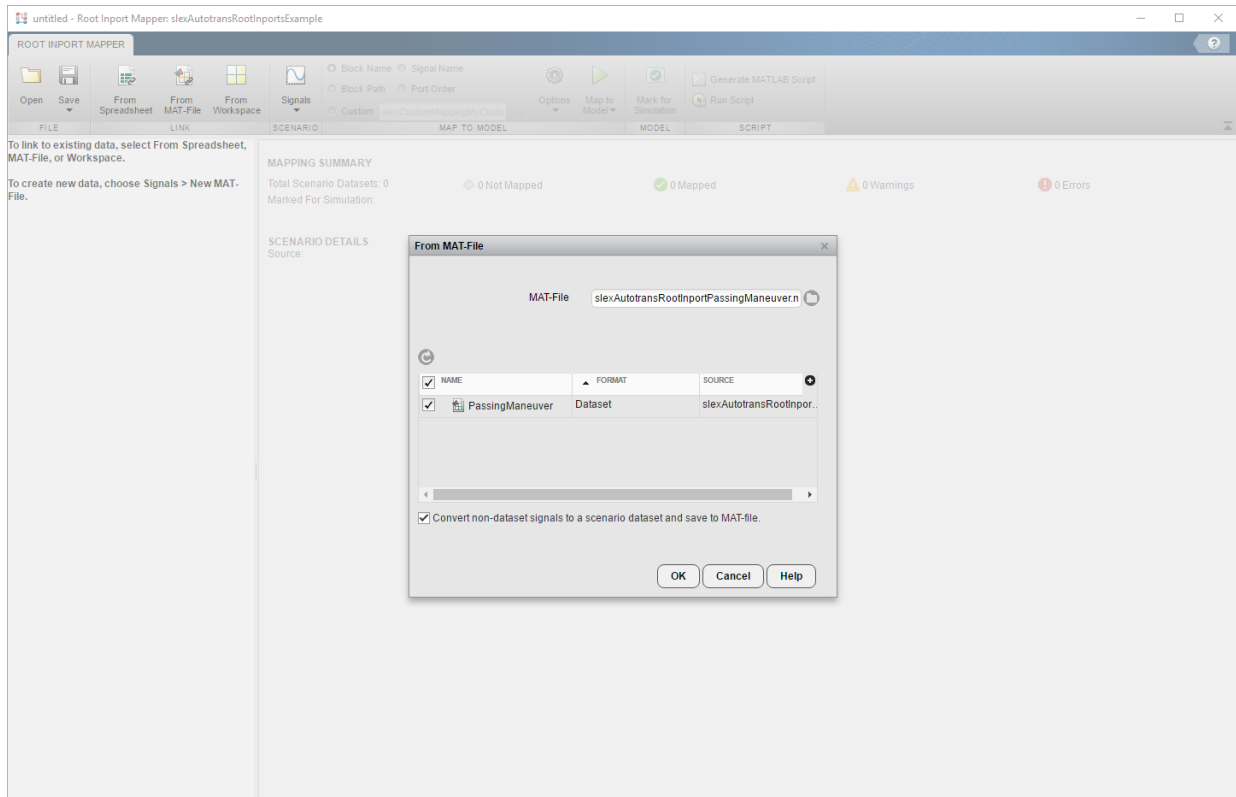 untitled - Root Inport Mapper: slexAutotransRootInportsExample
ROOT INPORT MAPPER
Open
Save
From Spreadsheet
From MAT-File
From Workspace
Signals
Block Name
Signal Name
Block Path
Port Order
Custom
slexCustomMappingMyCusto
...
Options
Map to Model
Mark for Simulation
Generate MATLAB Script
Run Script
FILE
LINK
SCENARIO
MAP TO MODEL
MODEL
SCRIPT
To link to existing data, select From Spreadsheet,
MAT-File, or Workspace.
To create new data, choose Signals > New MAT-
File.
MAPPING SUMMARY
Total Scenario Datasets: 0
0 Not Mapped
0 Mapped
0 Warnings
0 Errors
Marked For Simulation:
SCENARIO DETAILS
Source:
From MAT-File
MAT-File
slexAutotransRootInportPassingManeuver.m
NAME
FORMAT
SOURCE
PassingManeuver
Dataset
slexAutotransRootInpor..
Convert non-dataset signals to a scenario dataset and save to MAT-file.
OK
Cancel
Help